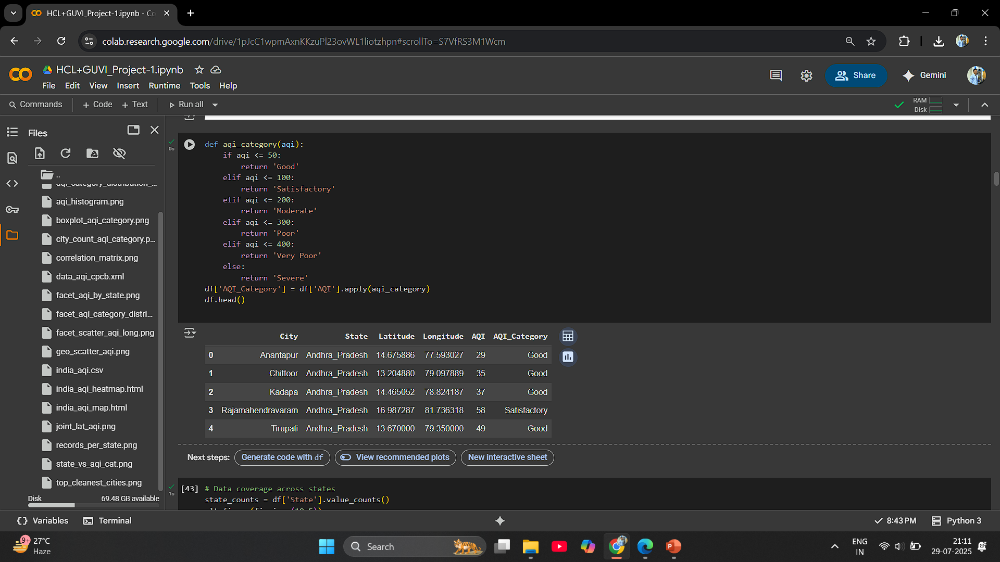 HCL+GUVI_Project-1.ipynb - Co
colab.research.google.com/drive/1pJcC1wpmAxnKKzuPl23ovWL1liotzhpn#scrollTo=S7VfRS3M1Wcm
HCL+GUVI_Project-1.ipynb
File Edit View Insert Runtime Tools Help
Share
Gemini
Commands
+ Code + Text
Run all
RAM
Disk
Files
..
aqi_category_distribution_...
aqi_histogram.png
boxplot_aqi_category.png
city_count_aqi_category.p...
correlation_matrix.png
data_aqi_cpcb.xml
facet_aqi_by_state.png
facet_aqi_category_distri...
facet_scatter_aqi_long.png
geo_scatter_aqi.png
india_aqi.csv
india_aqi_heatmap.html
india_aqi_map.html
joint_lat_aqi.png
records_per_state.png
state_vs_aqi_cat.png
top_cleanest_cities.png
Disk 69.48 GB available
0s
def aqi_category(aqi):
if aqi <= 50:
return 'Good'
elif aqi <= 100:
return 'Satisfactory'
elif aqi <= 200:
return 'Moderate'
elif aqi <= 300:
return 'Poor'
elif aqi <= 400:
return 'Very Poor'
else:
return 'Severe'
df['AQI_Category'] = df['AQI'].apply(aqi_category)
df.head()
City State Latitude Longitude AQI AQI_Category
0 Anantapur Andhra_Pradesh 14.675886 77.593027 29 Good
1 Chittoor Andhra_Pradesh 13.204880 79.097889 35 Good
2 Kadapa Andhra_Pradesh 14.465052 78.824187 37 Good
3 Rajamahendravaram Andhra_Pradesh 16.987287 81.736318 58 Satisfactory
4 Tirupati Andhra_Pradesh 13.670000 79.350000 49 Good
Next steps: Generate code with df View recommended plots New interactive sheet
1s
[43] # Data coverage across states
state_counts = df['State'].value_counts()
Variables Terminal
8:43 PM Python 3
9+
27°C
Haze
Search
ENG
IN
21:11
29-07-2025